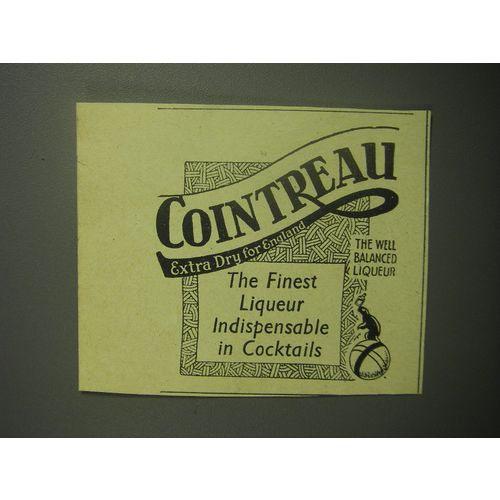 COINTREAU
Extra Dry for England
THE WELL
BALANCED
LIQUEUR
The Finest
Liqueur
Indispensable
in Cocktails